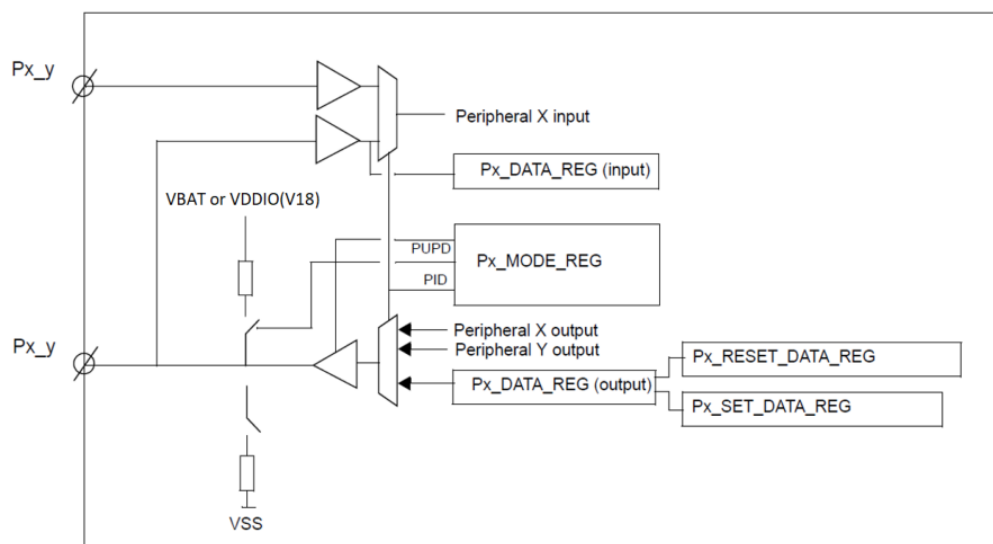 Px_y
Peripheral X input
Px_DATA_REG (input)
VBAT or VDDIO(V18)
PUPD
Px_MODE_REG
PID
Px_y
Peripheral X output
Peripheral Y output
Px_DATA_REG (output)
Px_RESET_DATA_REG
Px_SET_DATA_REG
VSS